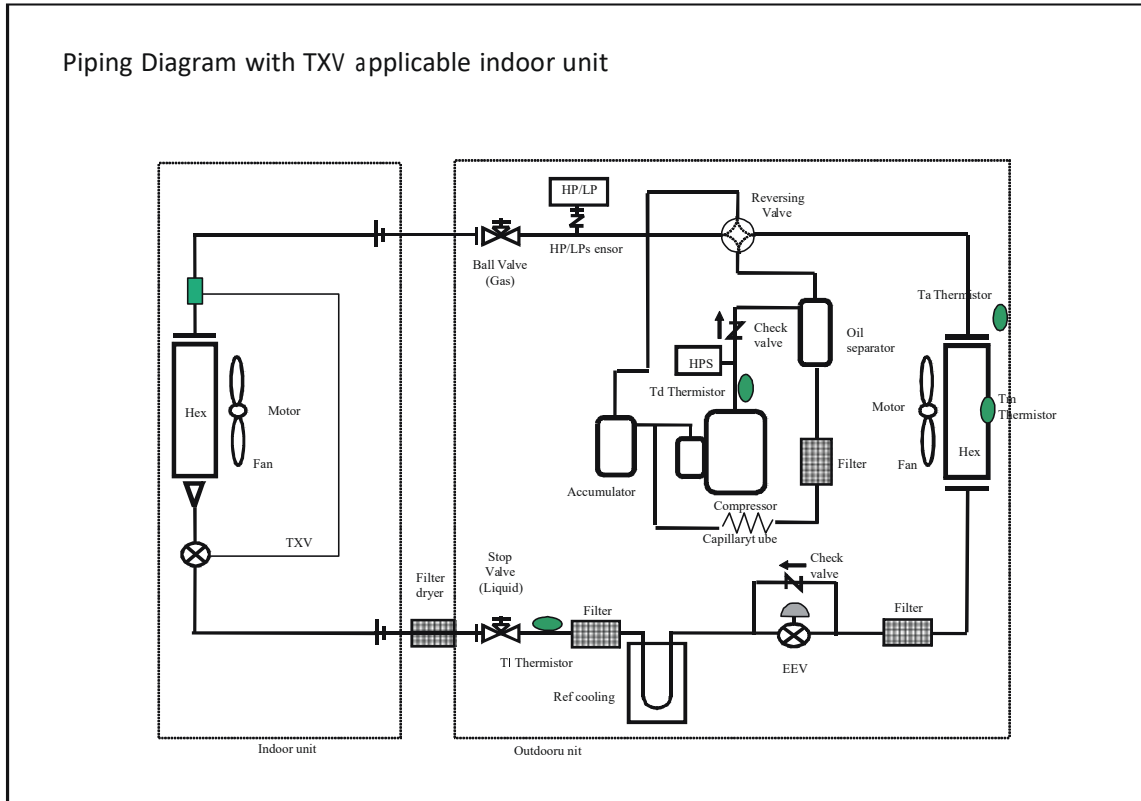 Piping Diagram with TXV applicable indoor unit
HP/LP
Reversing
Valve
HP/LPs ensor
Ball Valve
(Gas)
Ta Thermistor
Check
valve
Oil
separator
HPS
Td Thermistor
Hex
Motor
Fan
Motor
Tm
Thermistor
Fan
Hex
Filter
Accumulator
Compressor
Capillaryt ube
TXV
Stop
Valve
(Liquid)
Filter
dryer
Check
valve
Filter
Filter
Tl Thermistor
EEV
Ref cooling
Indoor unit
Outdooru nit